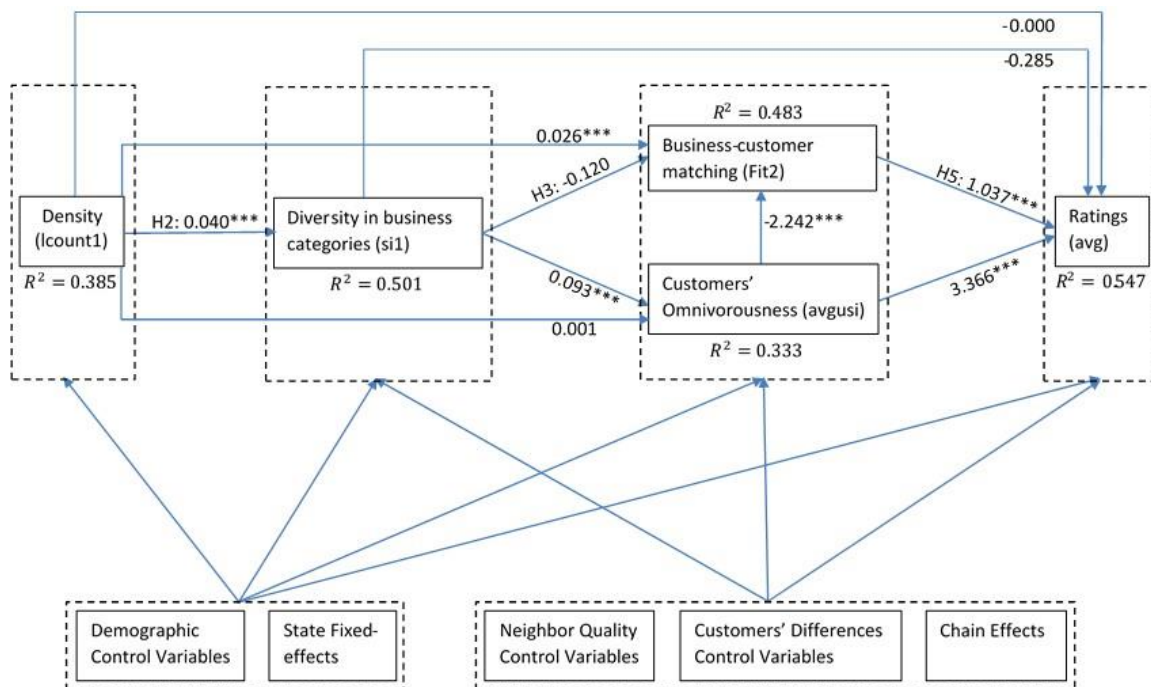 -0.000
-0.285
R² = 0.483
0.026***
Business-customer
matching (Fit2)
H3: -0.120
H5: 1.037***
Density
(lcount1)
H2: 0.040***
Diversity in business
categories (si1)
-2.242***
Ratings
(avg)
R² = 0.385
R² = 0.501
0.093***
Customers’
Omnivorousness (avgusi)
3.366***
R² = 0.547
0.001
R² = 0.333
Demographic
Control Variables
State Fixed-
effects
Neighbor Quality
Control Variables
Customers’ Differences
Control Variables
Chain Effects